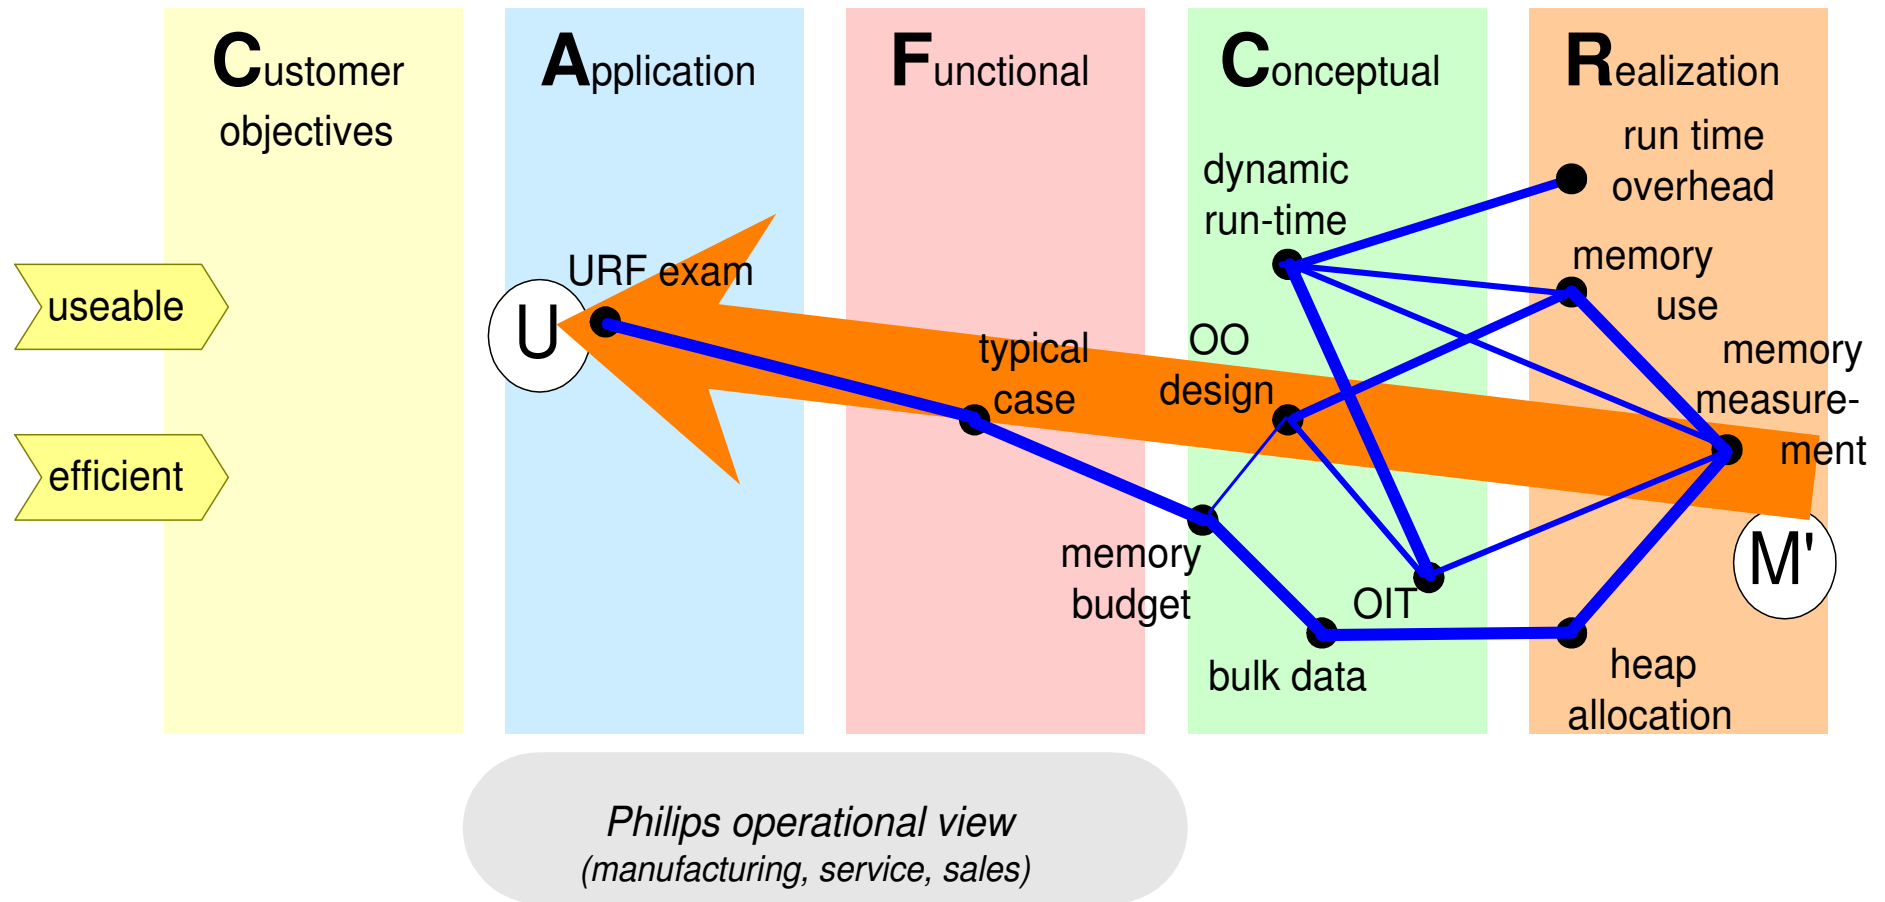 Customer
objectives
Application
Functional
Conceptual
Realization
run time
overhead
dynamic
run-time
memory
use
URF exam
useable
U
typical
case
OO
design
memory
measure-
ment
efficient
M'
memory
budget
OIT
bulk data
heap
allocation
Philips operational view
(manufacturing, service, sales)